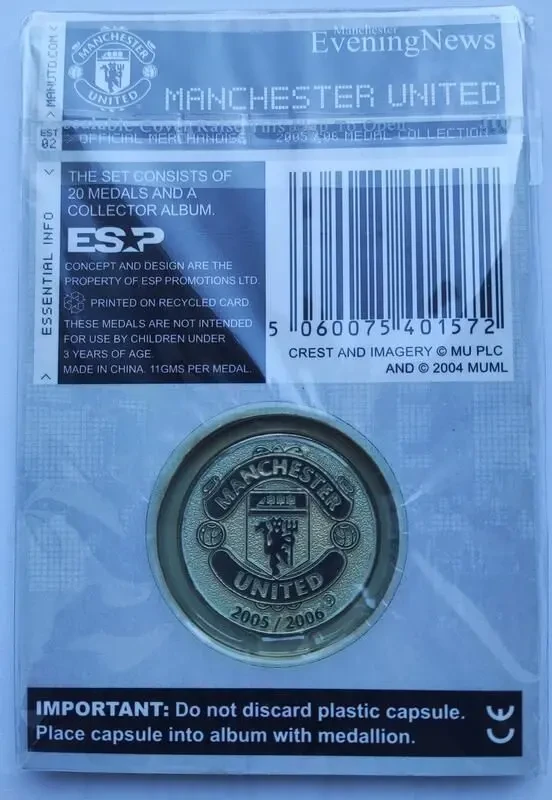 > MANUTD.COM <
MANCHESTER
UNITED
Manchester
EveningNews
MANCHESTER UNITED
EST
02
> OFFICIAL MERCHANDISE
2005/06 MEDAL COLLECTION
ESSENTIAL INFO
THE SET CONSISTS OF
20 MEDALS AND A
COLLECTOR ALBUM.
ES★P
CONCEPT AND DESIGN ARE THE
PROPERTY OF ESP PROMOTIONS LTD.
PRINTED ON RECYCLED CARD
THESE MEDALS ARE NOT INTENDED
FOR USE BY CHILDREN UNDER
3 YEARS OF AGE.
MADE IN CHINA. 11GMS PER MEDAL.
5 060075 401572
CREST AND IMAGERY © MU PLC
AND © 2004 MUML
MANCHESTER
UNITED
2005 / 2006
IMPORTANT: Do not discard plastic capsule.
Place capsule into album with medallion.
CE